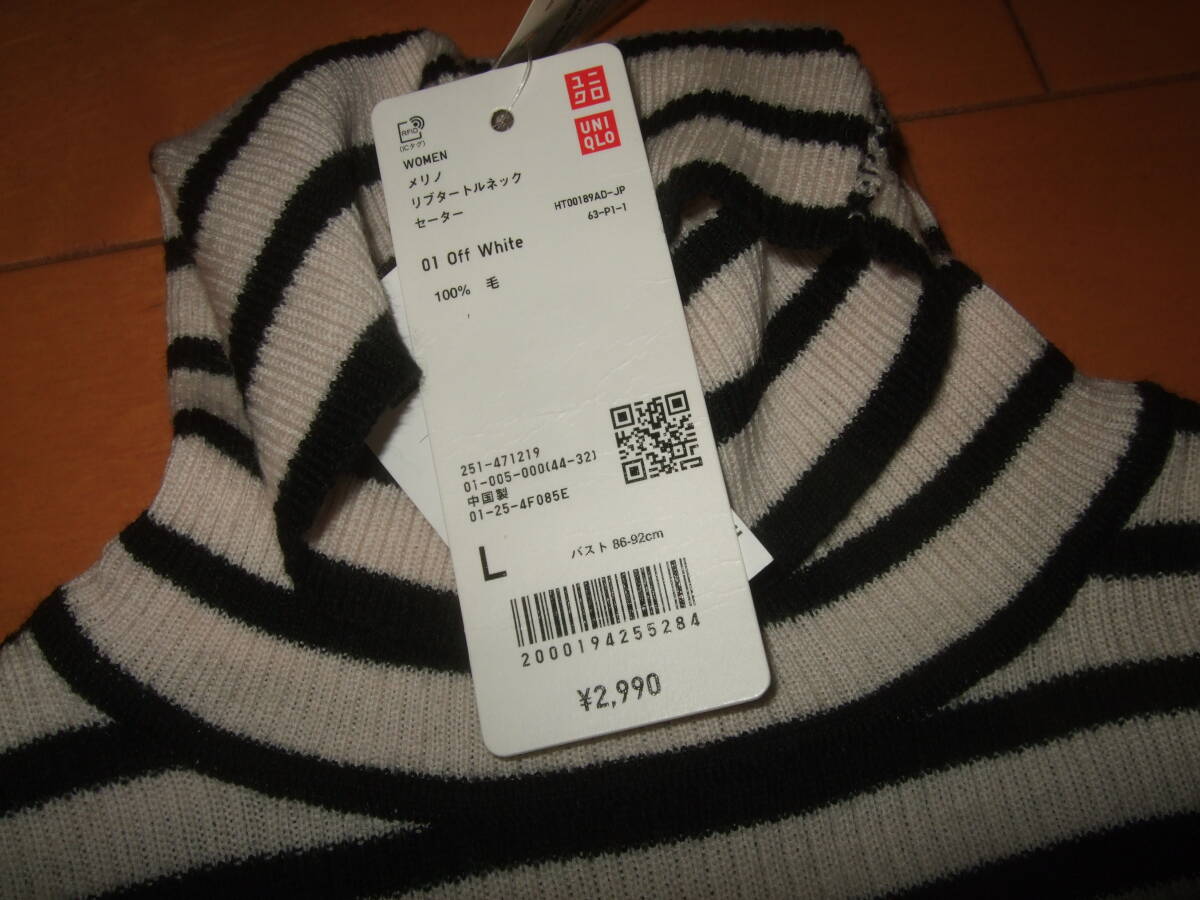 ユニ
クロ
UNI
QLO
RFID
(ICタグ)
WOMEN
メリノ
リブタートルネック
セーター
HT00189AD-JP
63-P1-1
01 Off White
100% 毛
251-471219
01-005-000(44-32)
中国製
01-25-4F085E
L
バスト 86-92cm
2000194255284
¥2,990